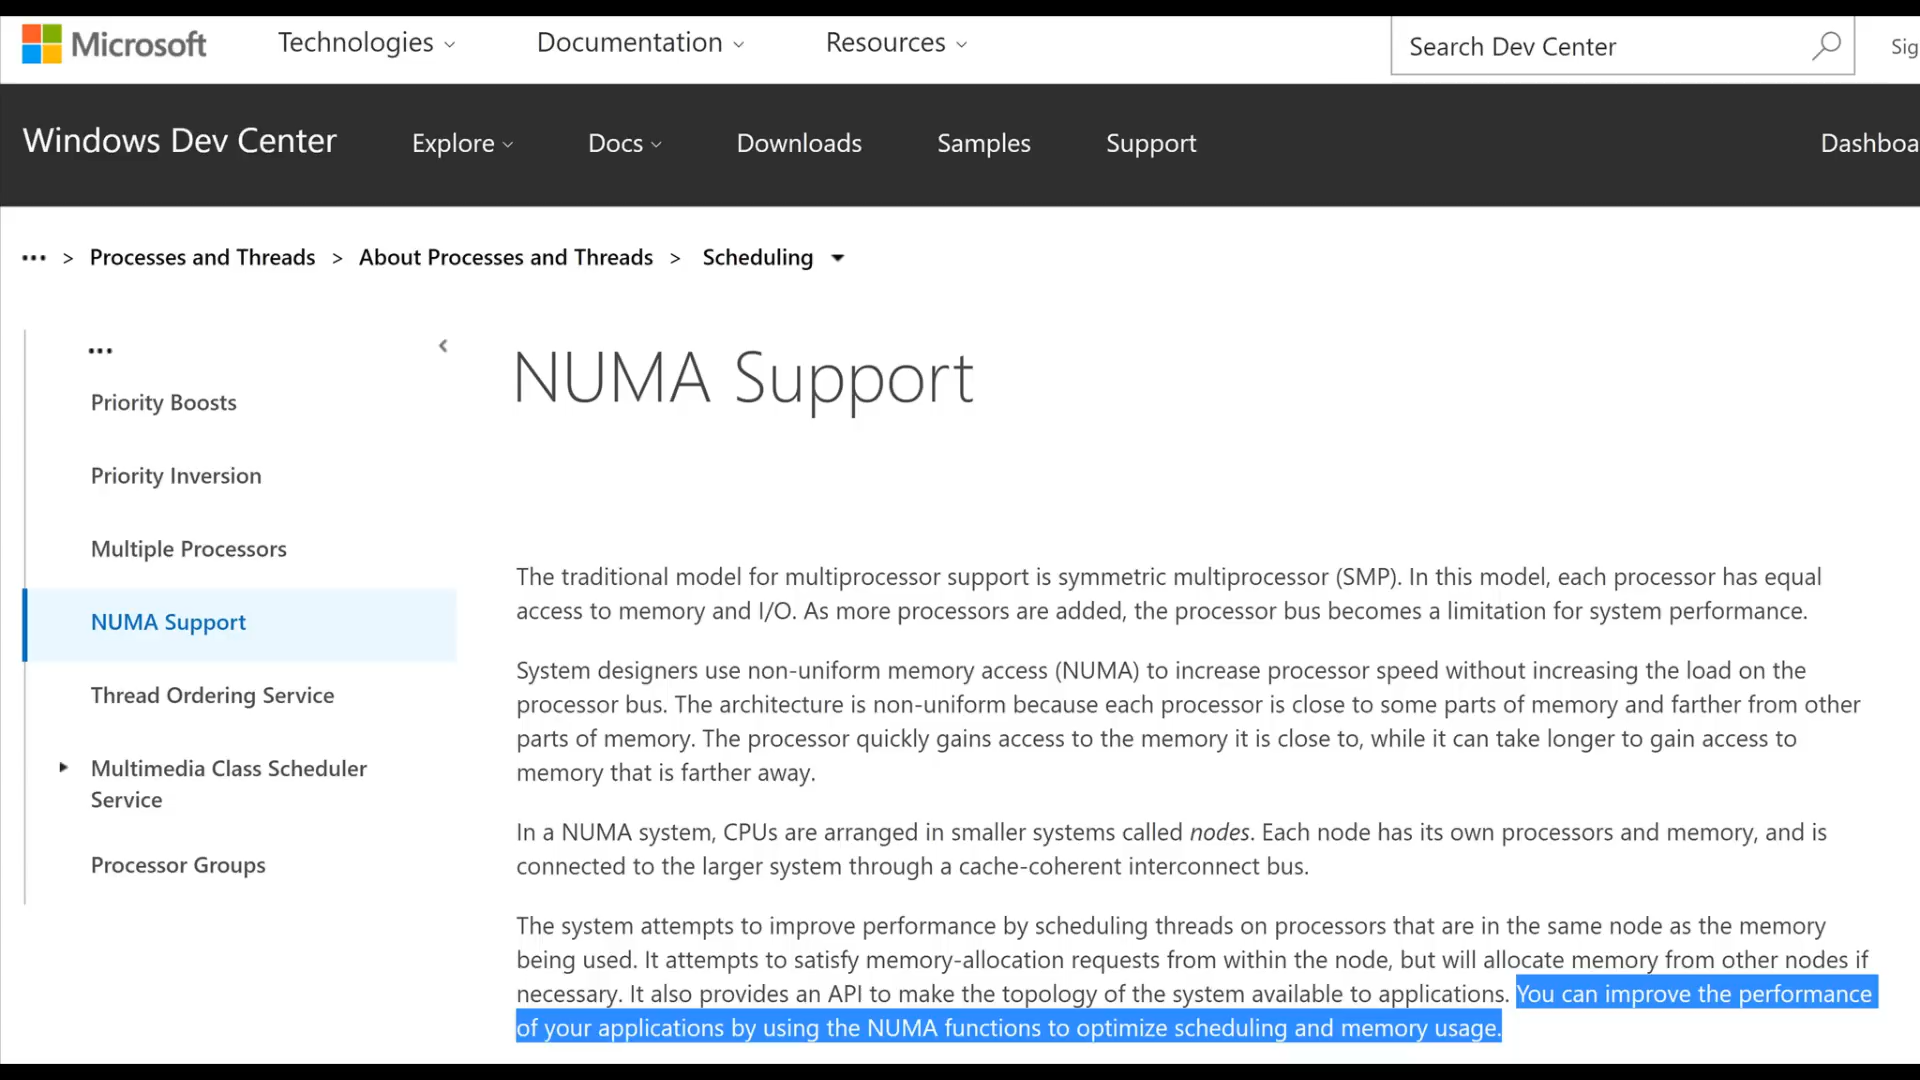 Microsoft Technologies Documentation Resources Search Dev Center Sig
Windows Dev Center Explore Docs Downloads Samples Support Dashboa
... > Processes and Threads > About Processes and Threads > Scheduling
...
Priority Boosts
Priority Inversion
Multiple Processors
NUMA Support
Thread Ordering Service
Multimedia Class Scheduler
Service
Processor Groups
NUMA Support
The traditional model for multiprocessor support is symmetric multiprocessor (SMP). In this model, each processor has equal
access to memory and I/O. As more processors are added, the processor bus becomes a limitation for system performance.
System designers use non-uniform memory access (NUMA) to increase processor speed without increasing the load on the
processor bus. The architecture is non-uniform because each processor is close to some parts of memory and farther from other
parts of memory. The processor quickly gains access to the memory it is close to, while it can take longer to gain access to
memory that is farther away.
In a NUMA system, CPUs are arranged in smaller systems called nodes. Each node has its own processors and memory, and is
connected to the larger system through a cache-coherent interconnect bus.
The system attempts to improve performance by scheduling threads on processors that are in the same node as the memory
being used. It attempts to satisfy memory-allocation requests from within the node, but will allocate memory from other nodes if
necessary. It also provides an API to make the topology of the system available to applications. You can improve the performance
of your applications by using the NUMA functions to optimize scheduling and memory usage.